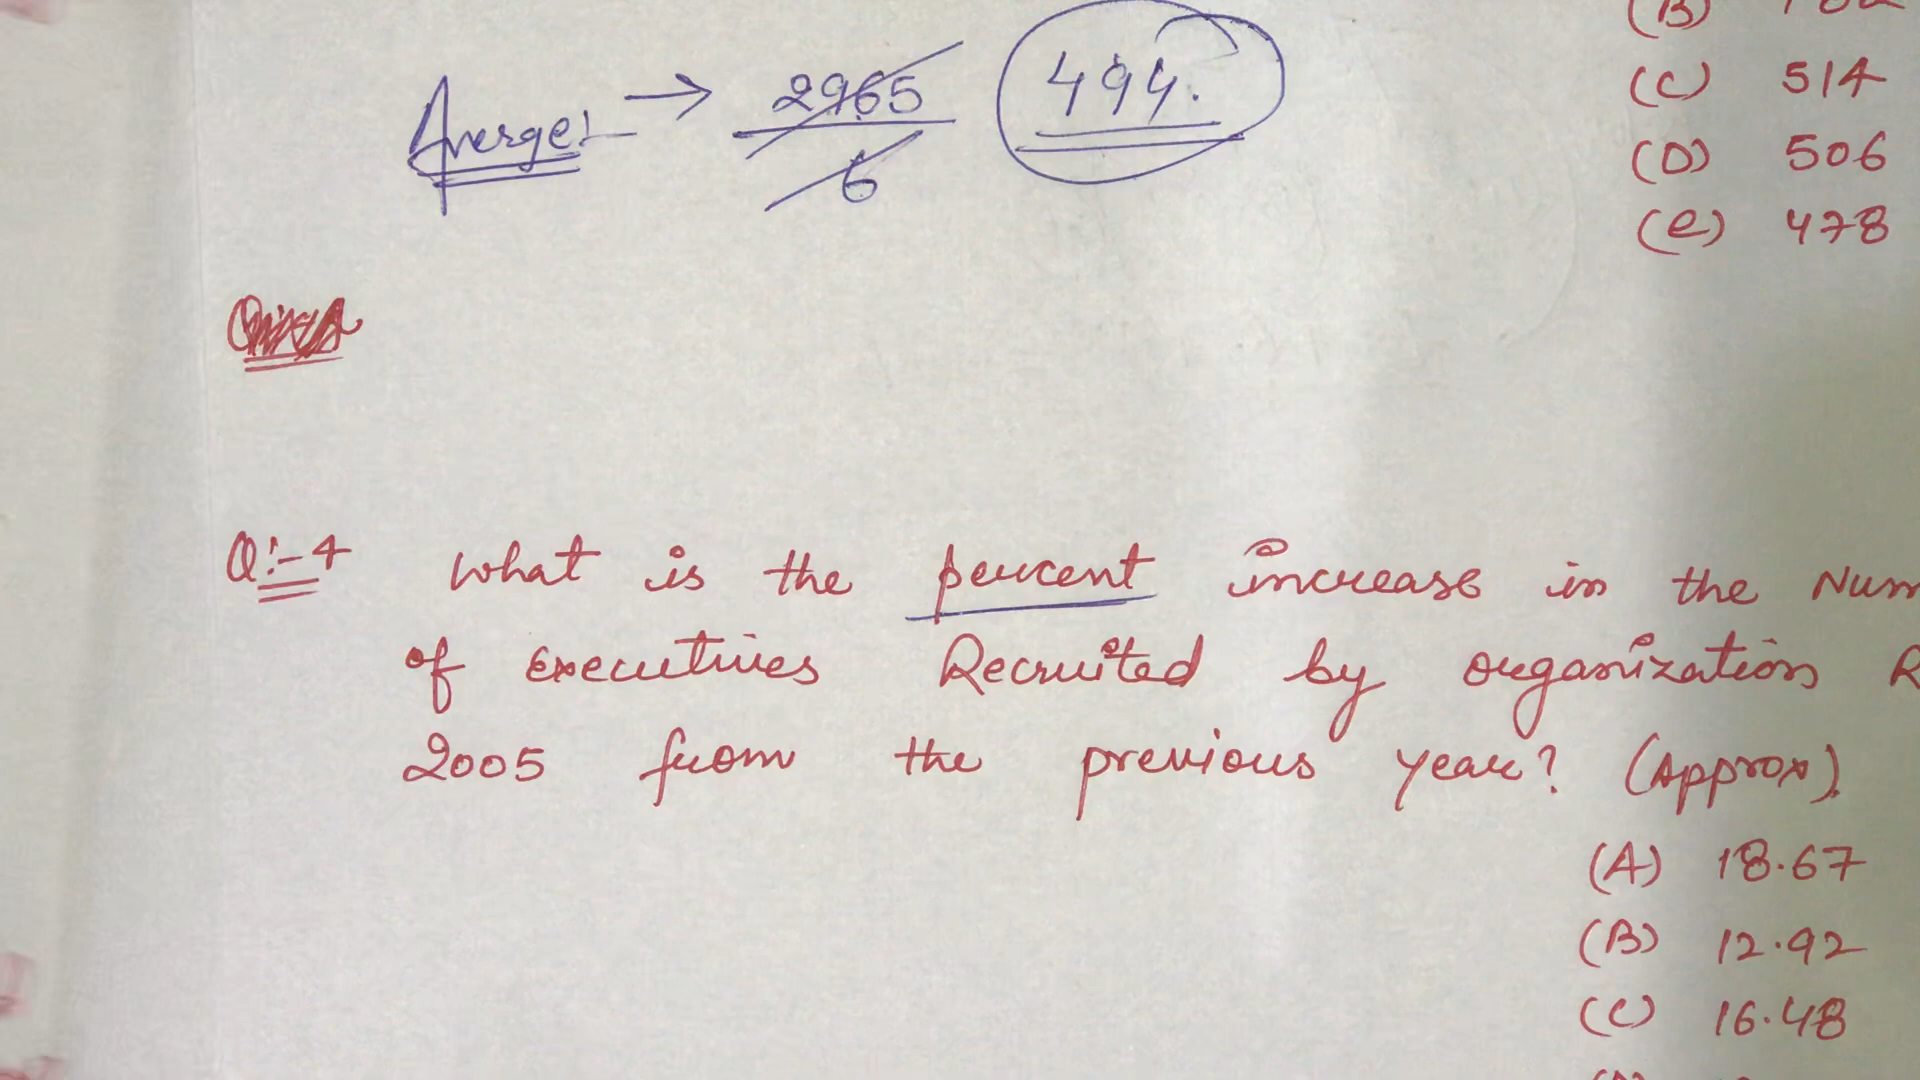 (B)
(C) 514
(D) 506
(e) 478
Averge:- → 2965 / 6 494.
Q:-4 What is the percent increase in the Num
of executives Recruited by organization R
2005 from the previous year? (Approx)
(A) 18.67
(B) 12.92
(C) 16.48